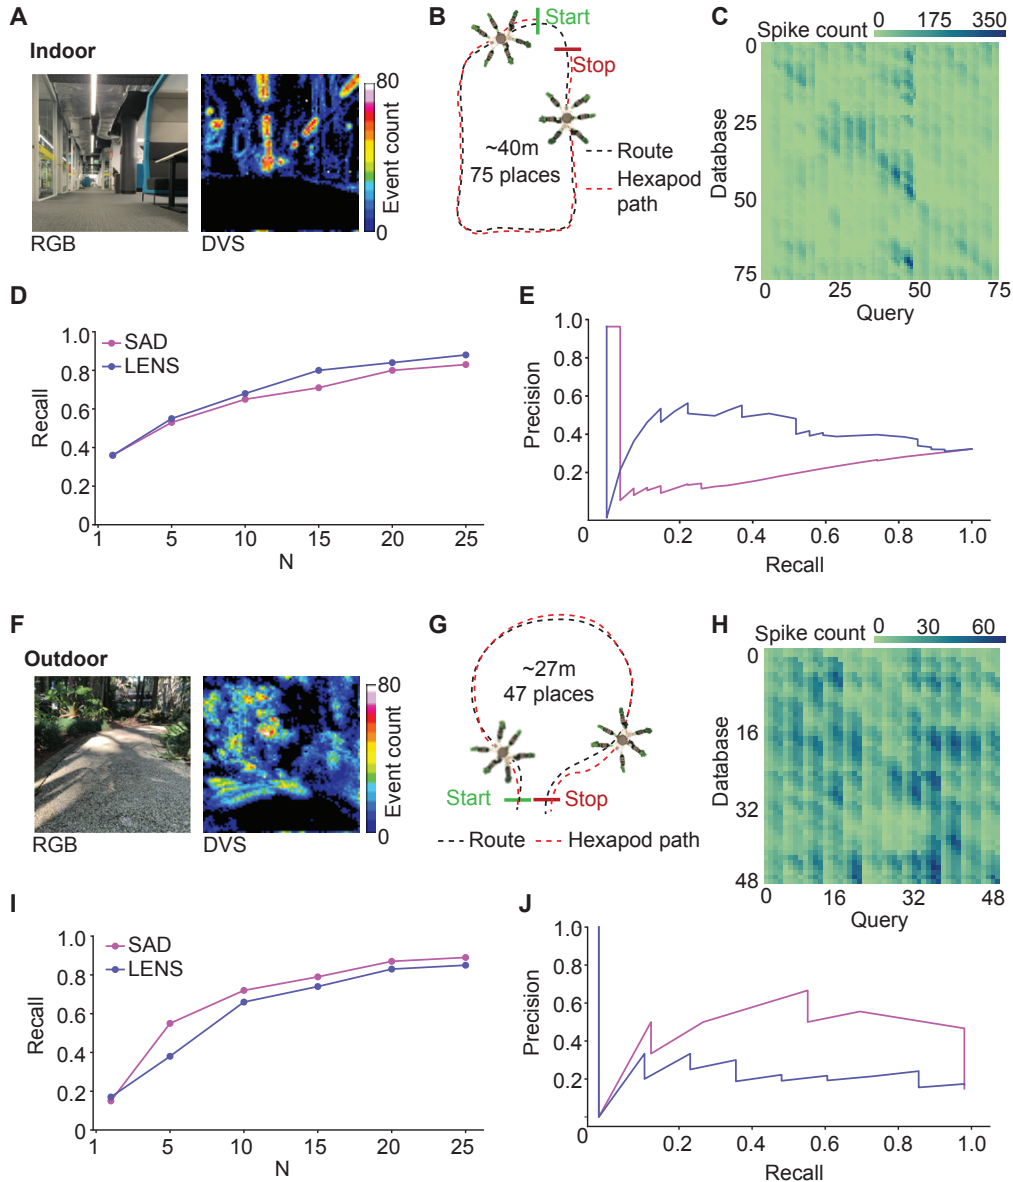 A
Indoor
RGB
DVS
80
Event count
0
B
Start
Stop
~40m
75 places
Route
Hexapod
path
C
Spike count
0 175 350
0
25
50
75
Database
0 25 50 75
Query
D
SAD
LENS
1.0
0.8
0.6
0.4
0.2
0
Recall
1 5 10 15 20 25
N
E
1.0
0.8
0.6
0.4
0.2
Precision
0 0.2 0.4 0.6 0.8 1.0
Recall
F
Outdoor
RGB
DVS
80
Event count
0
G
~27m
47 places
Start
Stop
Route
Hexapod path
H
Spike count
0 30 60
0
16
32
48
Database
0 16 32 48
Query
I
SAD
LENS
1.0
0.8
0.6
0.4
0.2
0
Recall
1 5 10 15 20 25
N
J
1.0
0.8
0.6
0.4
0.2
Precision
0 0.2 0.4 0.6 0.8 1.0
Recall